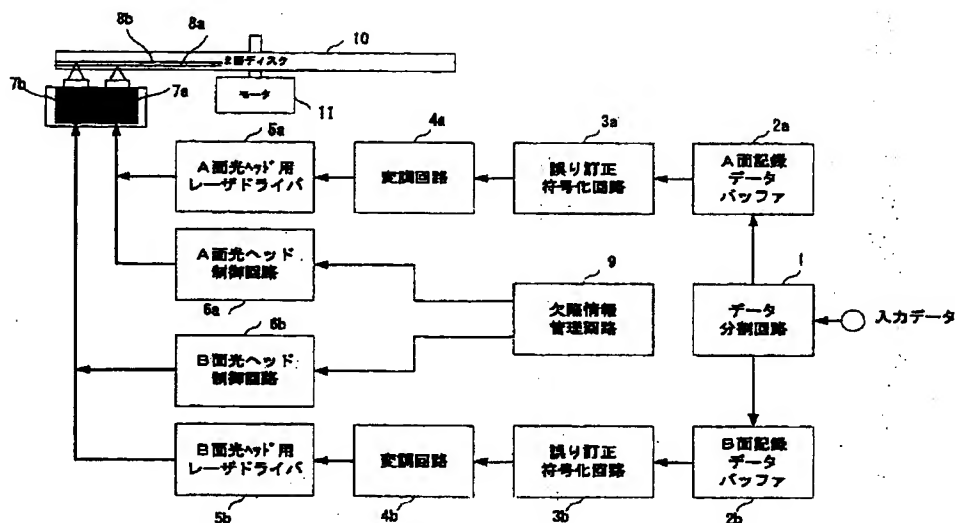 8b
8a
10
2層ディスク
7b
7a
モータ
11
5a
4a
3a
2a
A面光ヘッド用
レーザドライバ
変調回路
誤り訂正
符号化回路
A面記録
データ
バッファ
A面光ヘッド
制御回路
6a
9
欠陥情報
管理回路
1
データ
分割回路
入力データ
6b
B面光ヘッド
制御回路
B面光ヘッド用
レーザドライバ
変調回路
誤り訂正
符号化回路
B面記録
データ
バッファ
5b
4b
3b
2b